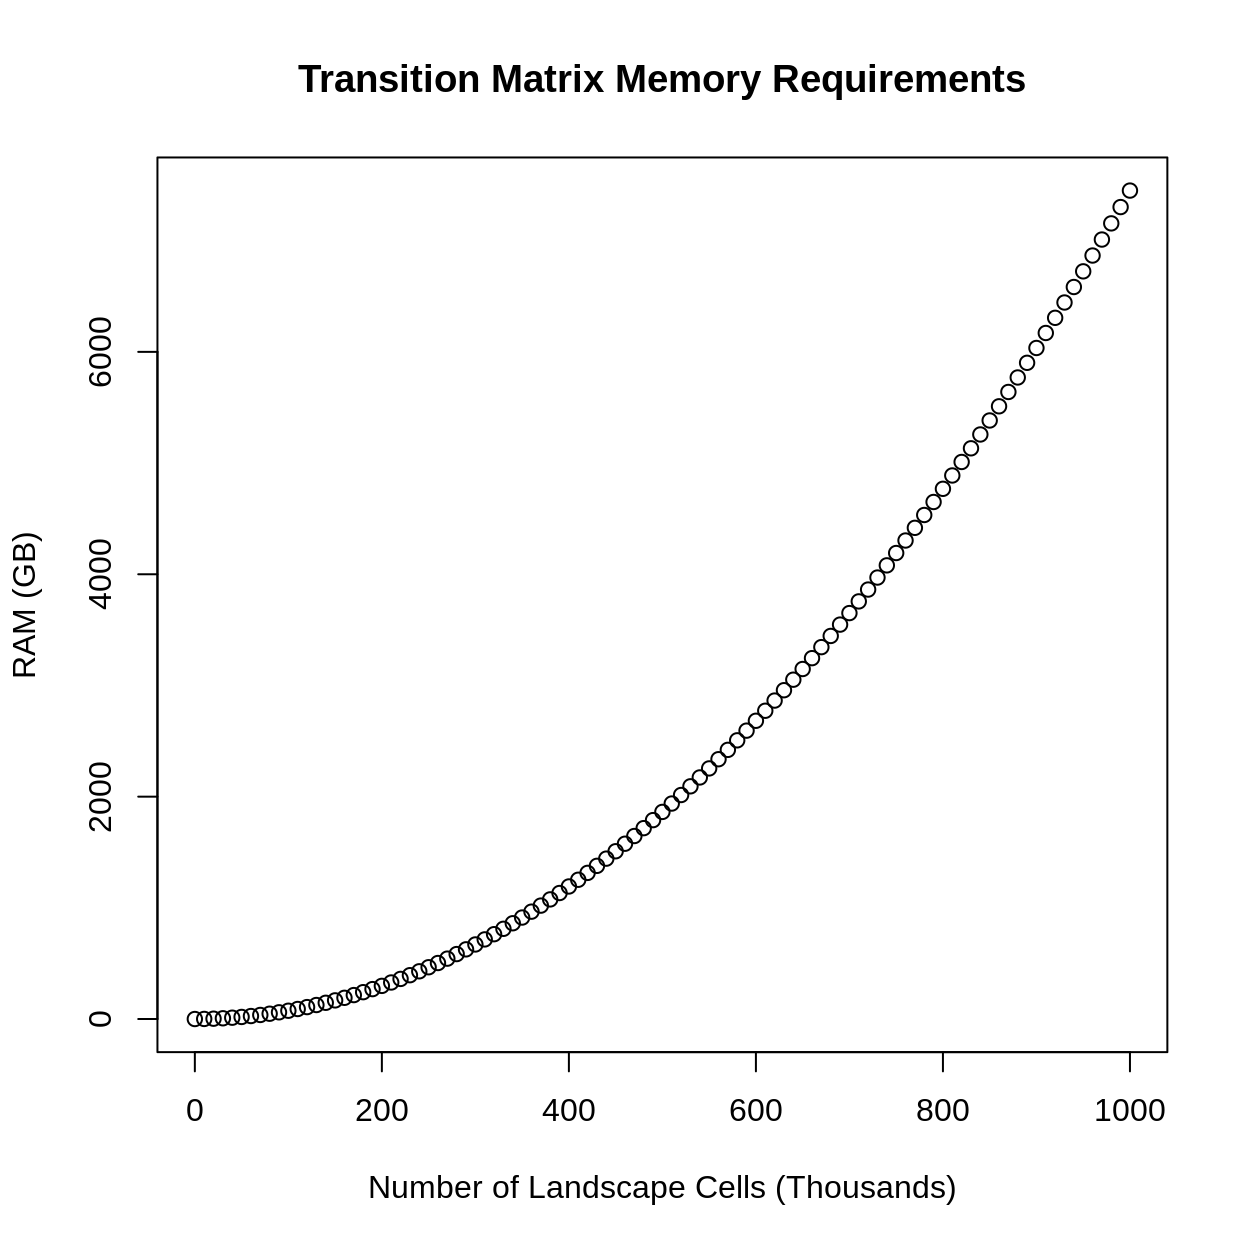 Transition Matrix Memory Requirements
RAM (GB)
6000
4000
2000
0
0 200 400 600 800 1000
Number of Landscape Cells (Thousands)